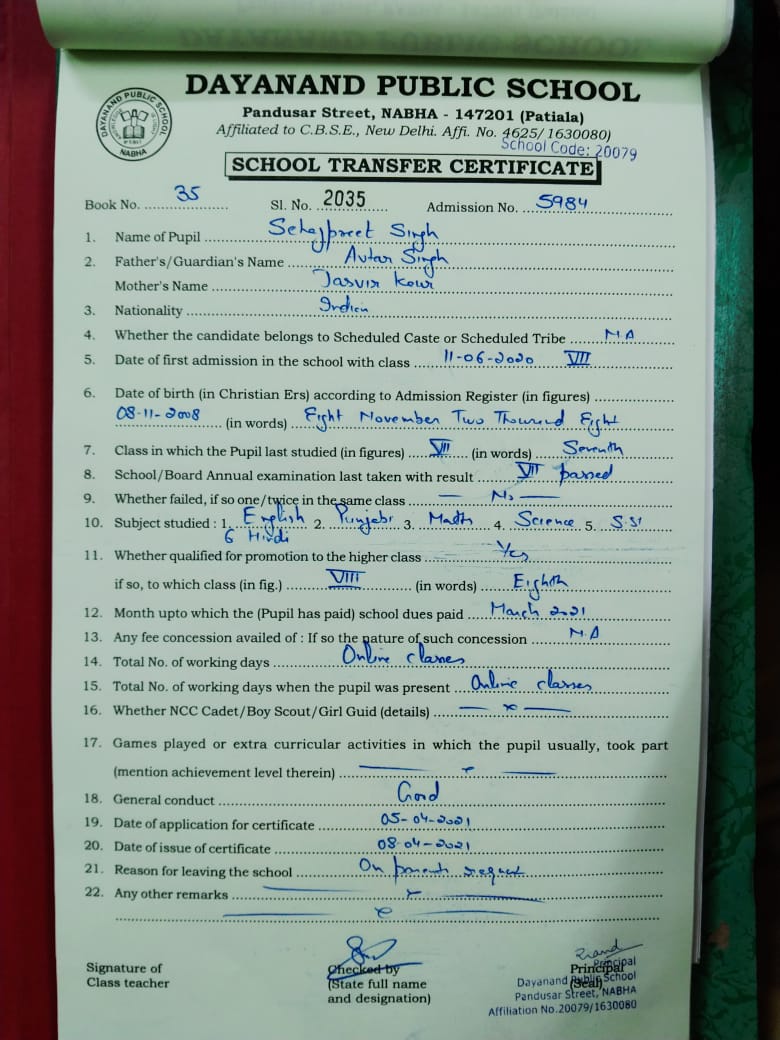 DAYANAND PUBLIC SCHOOL
Pandusar Street, NABHA - 147201 (Patiala)
Affiliated to C.B.S.E., New Delhi. Affi. No. 4625/1630080)
School Code: 20079
DAYANAND PUBLIC SCHOOL
NABHA
SCHOOL TRANSFER CERTIFICATE
Book No. 35 Sl. No. 2035 Admission No. 5984
1. Name of Pupil Sehajpreet Singh
2. Father's/Guardian's Name Avtar Singh
Mother's Name Jasvir Kour
3. Nationality Indian
4. Whether the candidate belongs to Scheduled Caste or Scheduled Tribe NA
5. Date of first admission in the school with class 11-06-2020 VII
6. Date of birth (in Christian Ers) according to Admission Register (in figures)
08-11-2008 (in words) Eight November Two Thousand Eight
7. Class in which the Pupil last studied (in figures) VII (in words) Seventh
8. School/Board Annual examination last taken with result VII passed
9. Whether failed, if so one/twice in the same class — No —
10. Subject studied : 1. English 2. Punjabi 3. Math 4. Science 5. S.St
6 Hindi
11. Whether qualified for promotion to the higher class Yes
if so, to which class (in fig.) VIII (in words) Eighth
12. Month upto which the (Pupil has paid) school dues paid March 2021
13. Any fee concession availed of : If so the nature of such concession N.A
14. Total No. of working days Online classes
15. Total No. of working days when the pupil was present Online classes
16. Whether NCC Cadet/Boy Scout/Girl Guid (details) — x —
17. Games played or extra curricular activities in which the pupil usually, took part
(mention achievement level therein)
18. General conduct Good
19. Date of application for certificate 05-04-2021
20. Date of issue of certificate 08-04-2021
21. Reason for leaving the school On parents request
22. Any other remarks
Signature of
Class teacher
Checked by
(State full name
and designation)
Principal
(Seal)
Principal
Dayanand Public School
Pandusar Street, NABHA
Affiliation No.20079/1630080